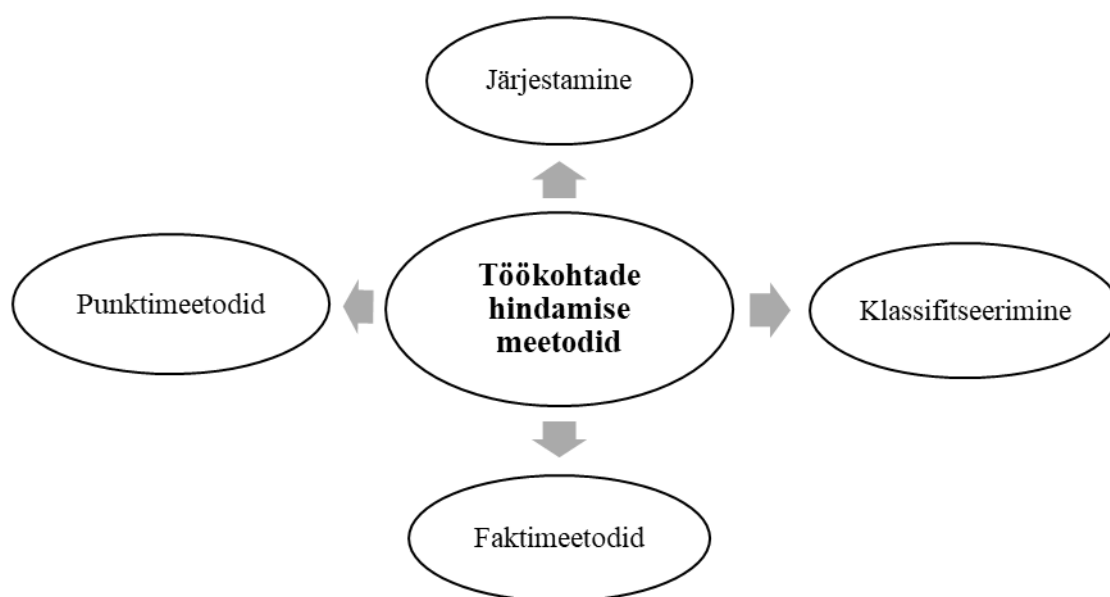 Järjestamine
Punktimeetodid
Töökohtade
hindamise
meetodid
Klassifitseerimine
Faktimeetodid